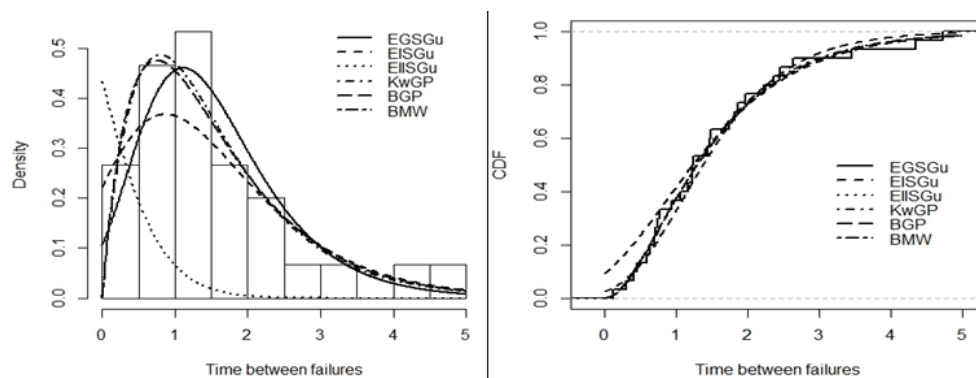 Density
0.0 0.1 0.2 0.3 0.4 0.5
EGSGu
EISGu
EIISGu
KwGP
BGP
BMW
0 1 2 3 4 5
Time between failures
CDF
0.0 0.2 0.4 0.6 0.8 1.0
EGSGu
EISGu
EIISGu
KwGP
BGP
BMW
0 1 2 3 4 5
Time between failures